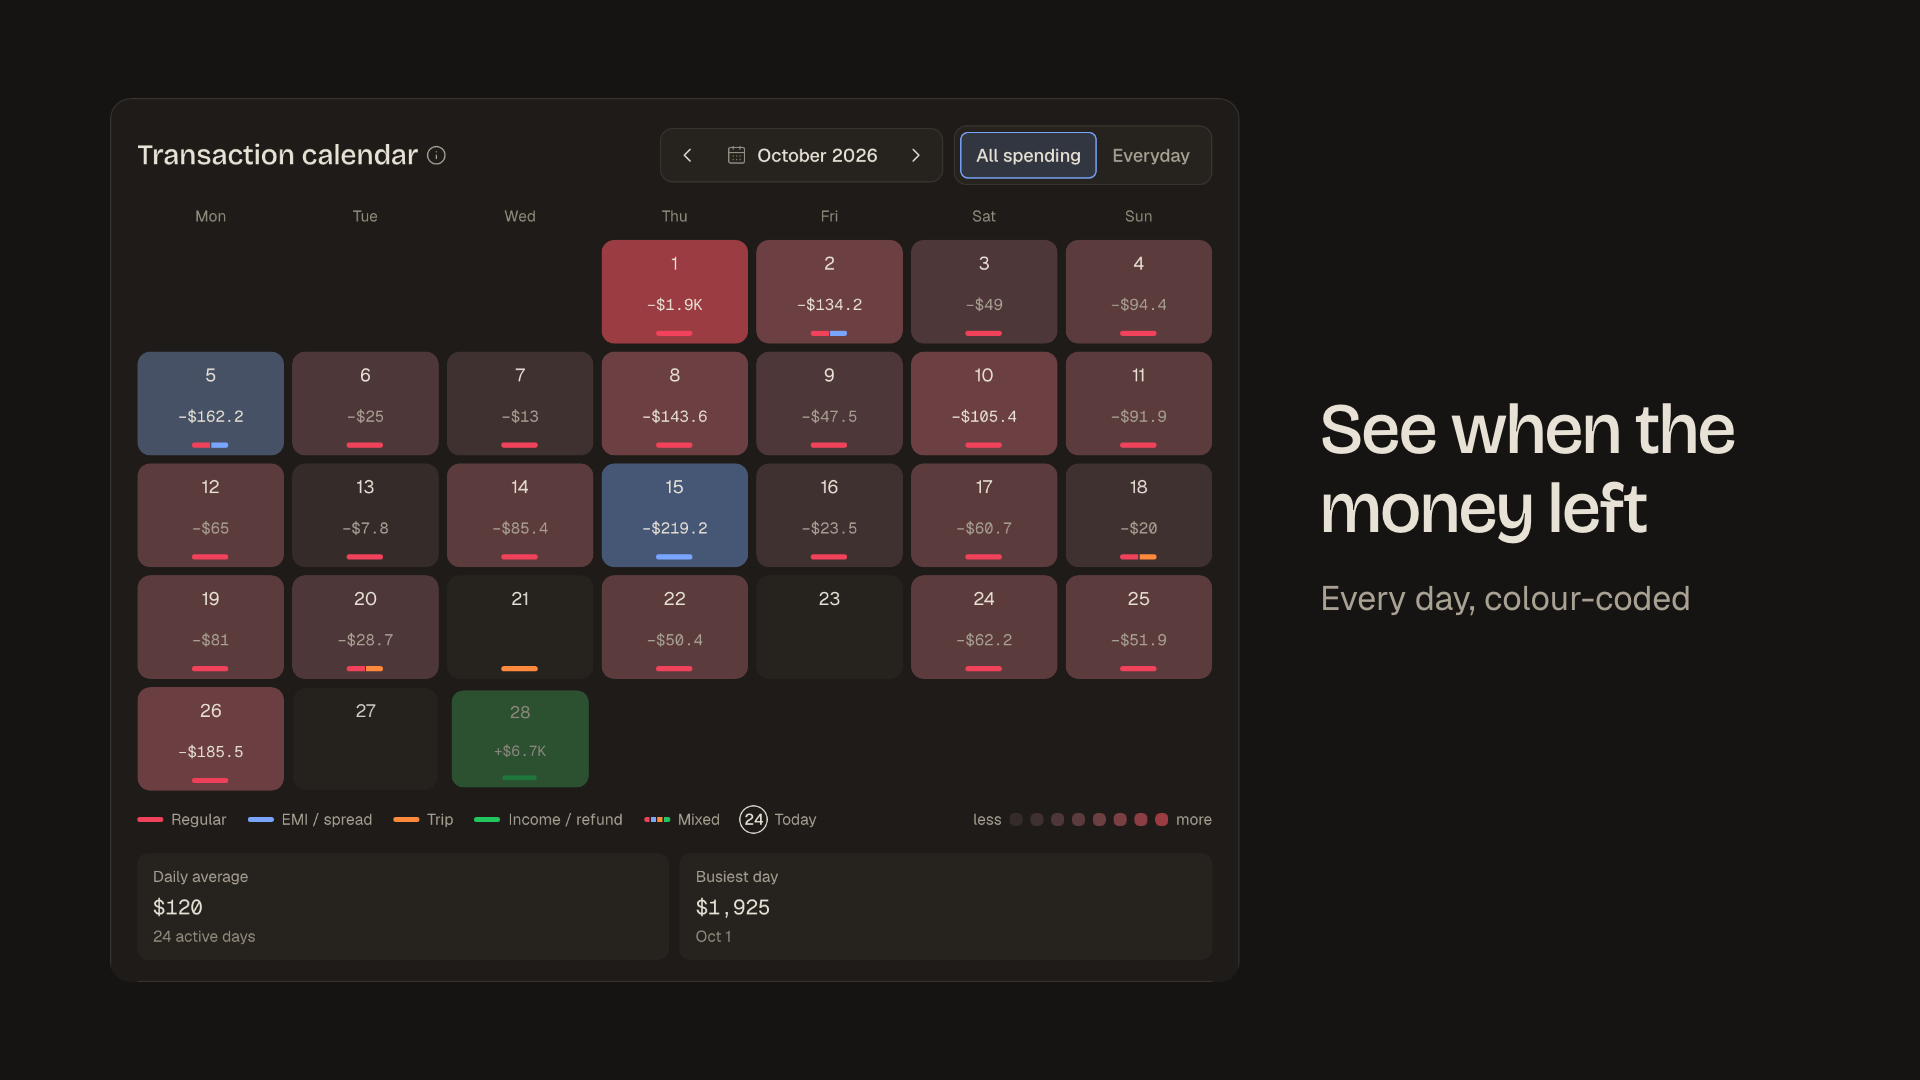 Transaction calendar
October 2026
All spending
Everyday
Mon Tue Wed Thu Fri Sat Sun
1 2 3 4
−$1.9K −$134.2 −$49 −$94.4
5 6 7 8 9 10 11
−$162.2 −$25 −$13 −$143.6 −$47.5 −$105.4 −$91.9
12 13 14 15 16 17 18
−$65 −$7.8 −$85.4 −$219.2 −$23.5 −$60.7 −$20
19 20 21 22 23 24 25
−$81 −$28.7 −$50.4 −$62.2 −$51.9
26 27 28
−$185.5 +$6.7K
Regular EMI / spread Trip Income / refund Mixed 24 Today less more
Daily average
$120
24 active days
Busiest day
$1,925
Oct 1
See when the
money left
Every day, colour-coded